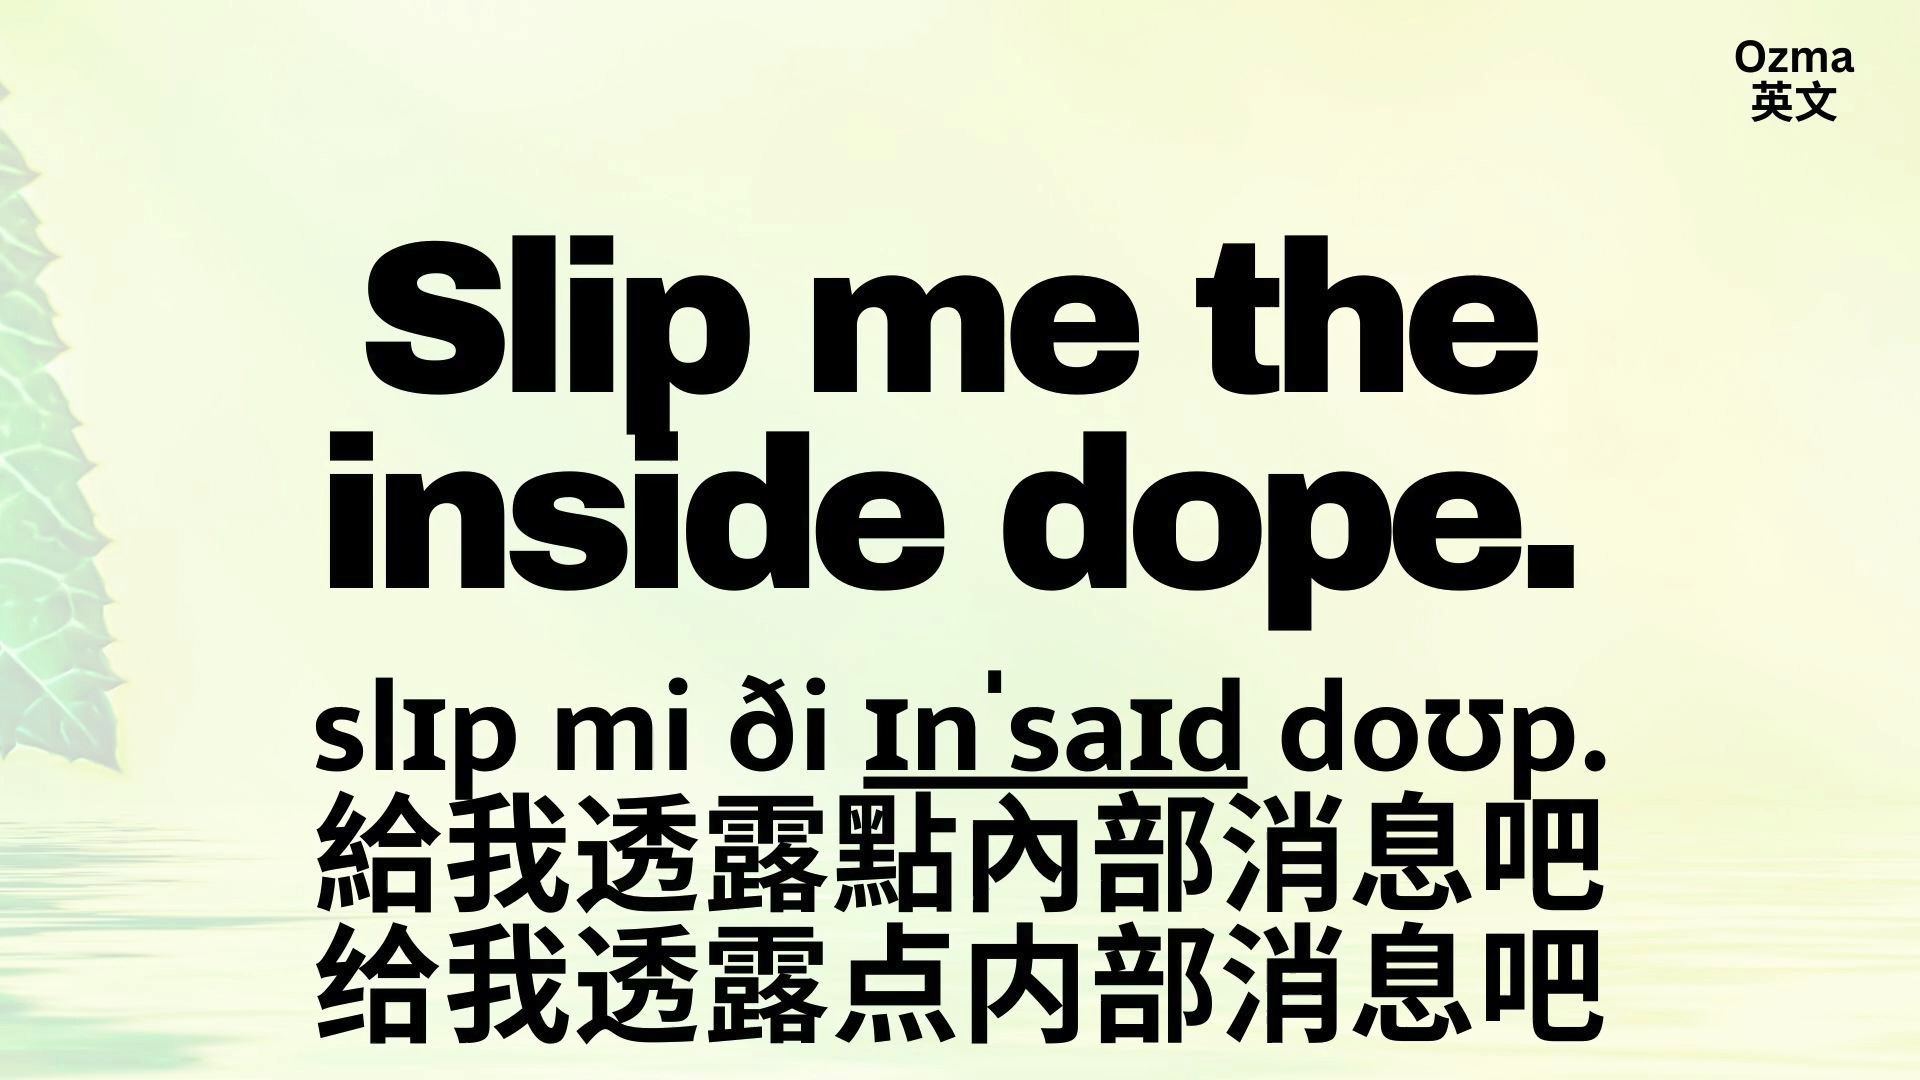 Ozma
英文
Slip me the
inside dope.
slɪp mi ði ɪnˈsaɪd doʊp.
給我透露點內部消息吧
给我透露点内部消息吧